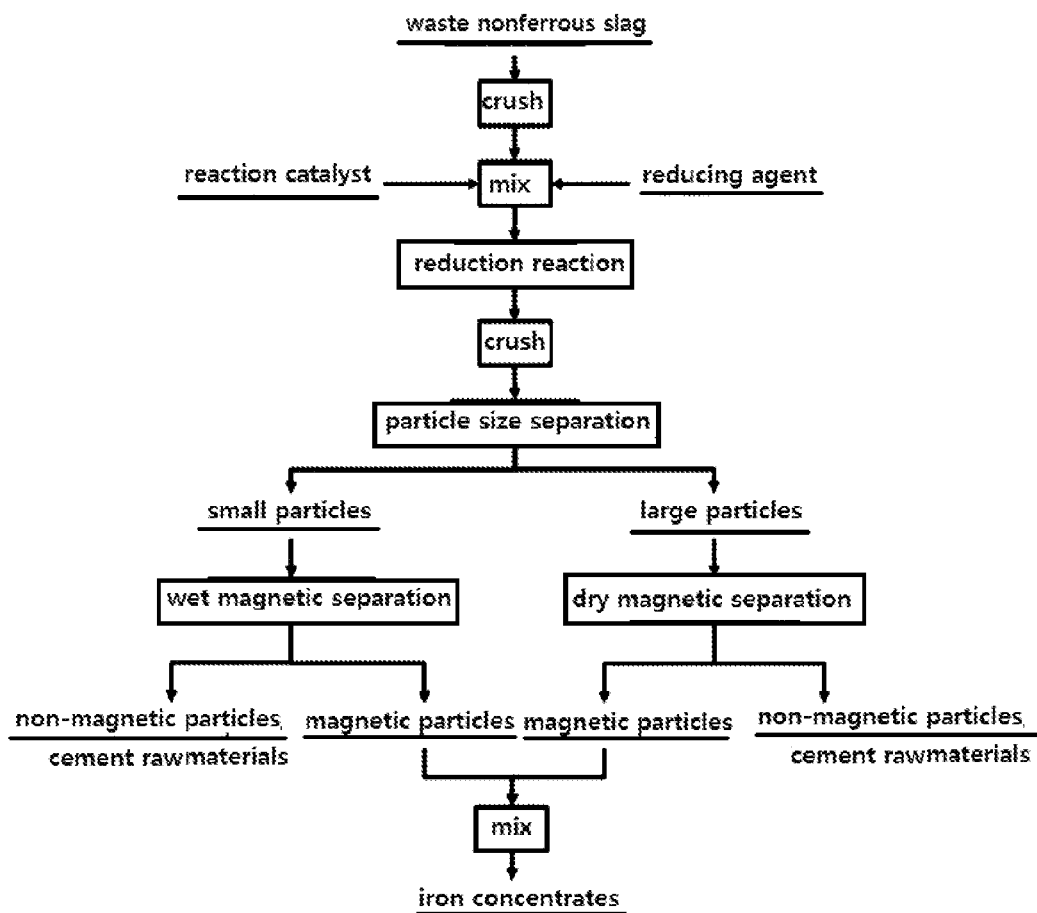 waste nonferrous slag
crush
reaction catalyst
mix
reducing agent
reduction reaction
crush
particle size separation
small particles
large particles
wet magnetic separation
dry magnetic separation
non-magnetic particles,
cement rawmaterials
magnetic particles
magnetic particles
non-magnetic particles,
cement rawmaterials
mix
iron concentrates